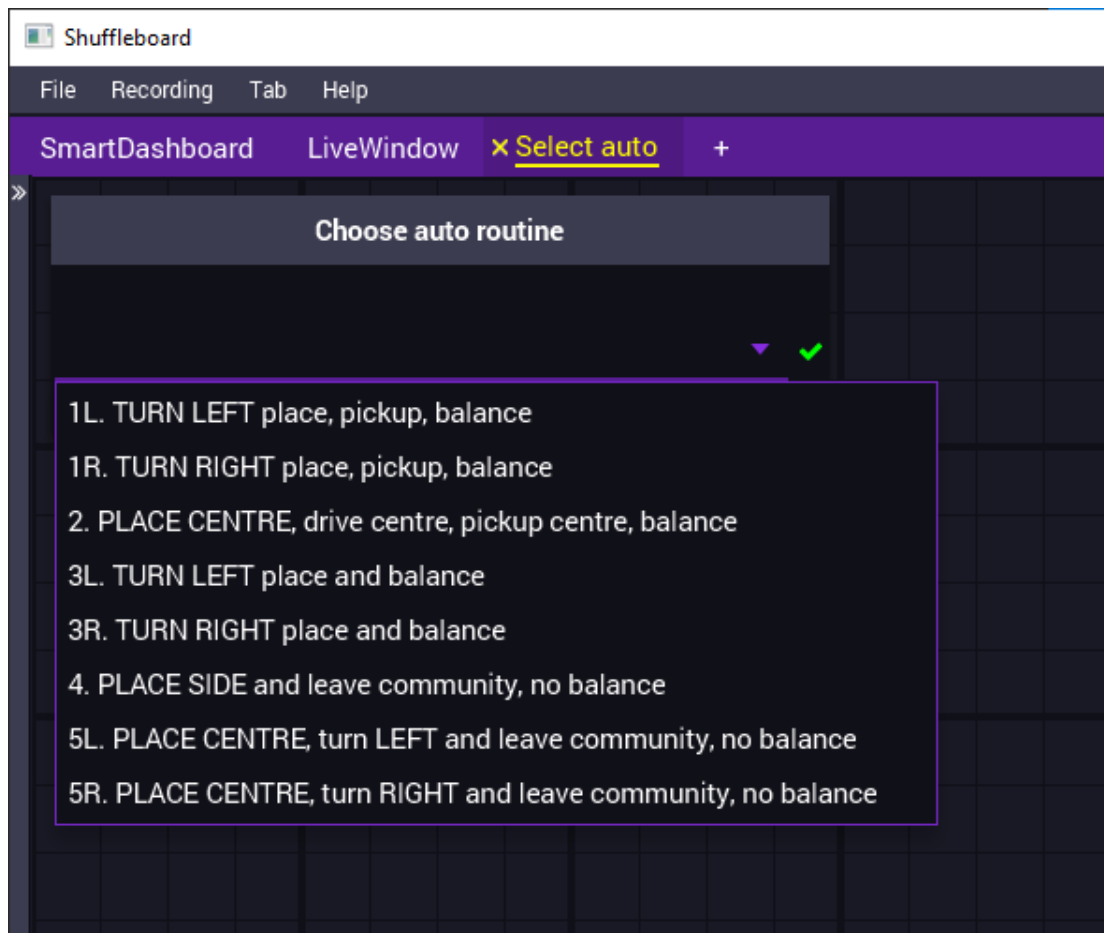 Shuffleboard
File Recording Tab Help
SmartDashboard LiveWindow Select auto +
Choose auto routine
1L. TURN LEFT place, pickup, balance
1R. TURN RIGHT place, pickup, balance
2. PLACE CENTRE, drive centre, pickup centre, balance
3L. TURN LEFT place and balance
3R. TURN RIGHT place and balance
4. PLACE SIDE and leave community, no balance
5L. PLACE CENTRE, turn LEFT and leave community, no balance
5R. PLACE CENTRE, turn RIGHT and leave community, no balance